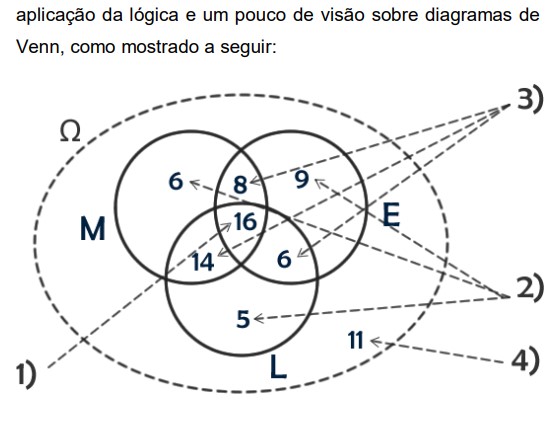 aplicação da lógica e um pouco de visão sobre diagramas de
Venn, como mostrado a seguir:
3)
Ω
6 8 9
M 16 E
14 6
2)
5
11
4)
1) L